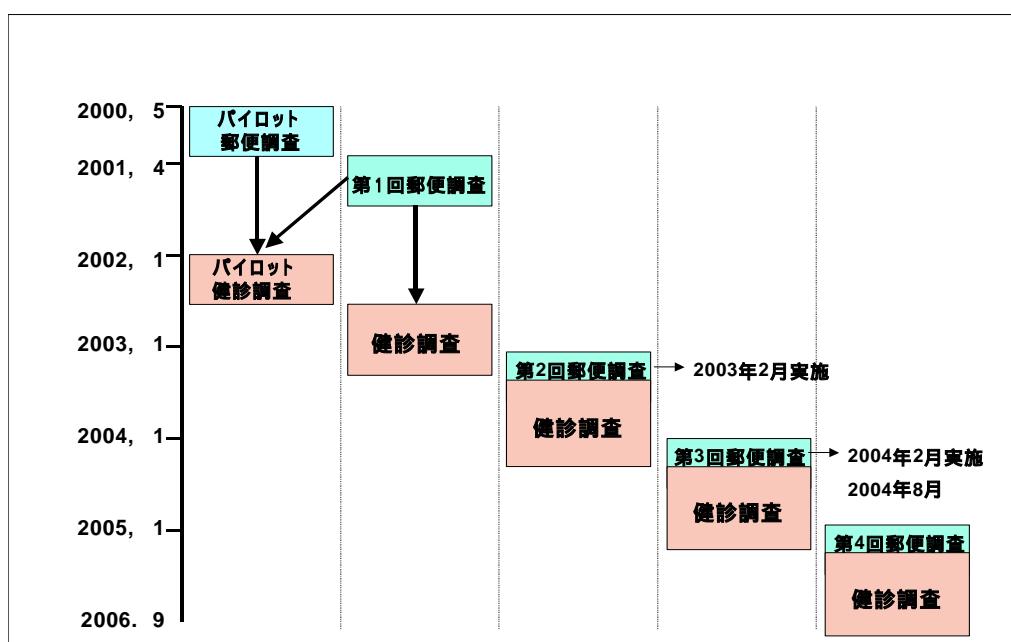 2000, 5
パイロット
郵便調査
2001, 4
第1回郵便調査
2002, 1
パイロット
健診調査
健診調査
2003, 1
第2回郵便調査
2003年2月実施
健診調査
2004, 1
第3回郵便調査
2004年2月実施
2004年8月
健診調査
2005, 1
第4回郵便調査
健診調査
2006. 9